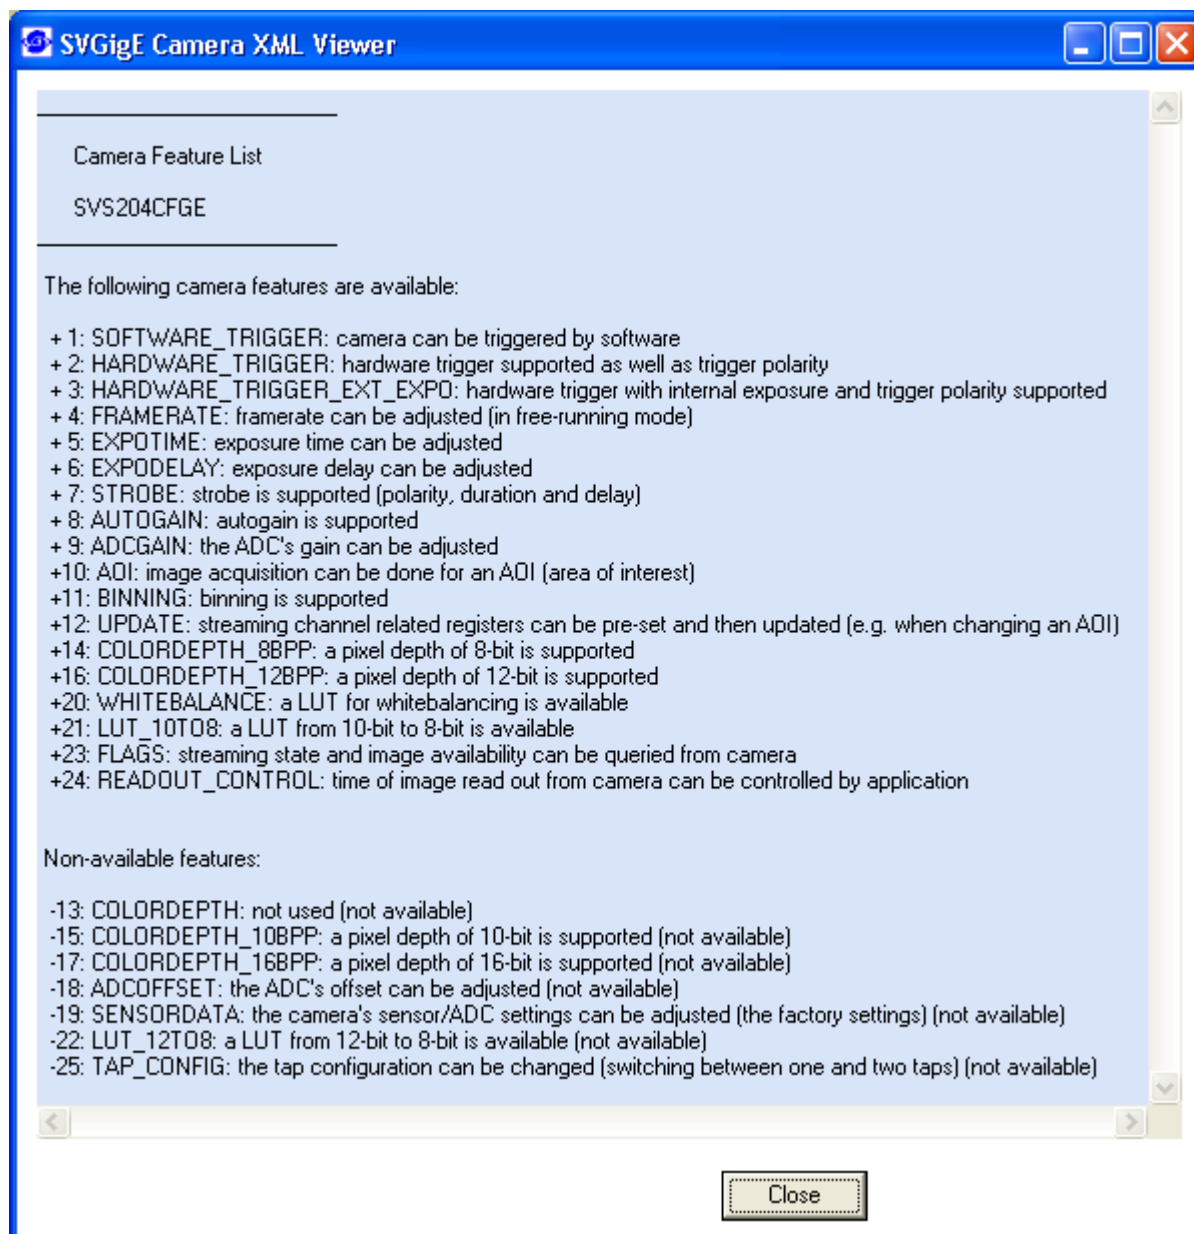 SVGigE Camera XML Viewer
Camera Feature List
SVS204CFGE
The following camera features are available:
+ 1: SOFTWARE_TRIGGER: camera can be triggered by software
+ 2: HARDWARE_TRIGGER: hardware trigger supported as well as trigger polarity
+ 3: HARDWARE_TRIGGER_EXT_EXPO: hardware trigger with internal exposure and trigger polarity supported
+ 4: FRAMERATE: framerate can be adjusted (in free-running mode)
+ 5: EXPOTIME: exposure time can be adjusted
+ 6: EXPODELAY: exposure delay can be adjusted
+ 7: STROBE: strobe is supported (polarity, duration and delay)
+ 8: AUTOGAIN: autogain is supported
+ 9: ADCGAIN: the ADC's gain can be adjusted
+10: AOI: image acquisition can be done for an AOI (area of interest)
+11: BINNING: binning is supported
+12: UPDATE: streaming channel related registers can be pre-set and then updated (e.g. when changing an AOI)
+14: COLORDEPTH_8BPP: a pixel depth of 8-bit is supported
+16: COLORDEPTH_12BPP: a pixel depth of 12-bit is supported
+20: WHITEBALANCE: a LUT for whitebalancing is available
+21: LUT_10TO8: a LUT from 10-bit to 8-bit is available
+23: FLAGS: streaming state and image availability can be queried from camera
+24: READOUT_CONTROL: time of image read out from camera can be controlled by application
Non-available features:
-13: COLORDEPTH: not used (not available)
-15: COLORDEPTH_10BPP: a pixel depth of 10-bit is supported (not available)
-17: COLORDEPTH_16BPP: a pixel depth of 16-bit is supported (not available)
-18: ADCOFFSET: the ADC's offset can be adjusted (not available)
-19: SENSORDATA: the camera's sensor/ADC settings can be adjusted (the factory settings) (not available)
-22: LUT_12TO8: a LUT from 12-bit to 8-bit is available (not available)
-25: TAP_CONFIG: the tap configuration can be changed (switching between one and two taps) (not available)
Close